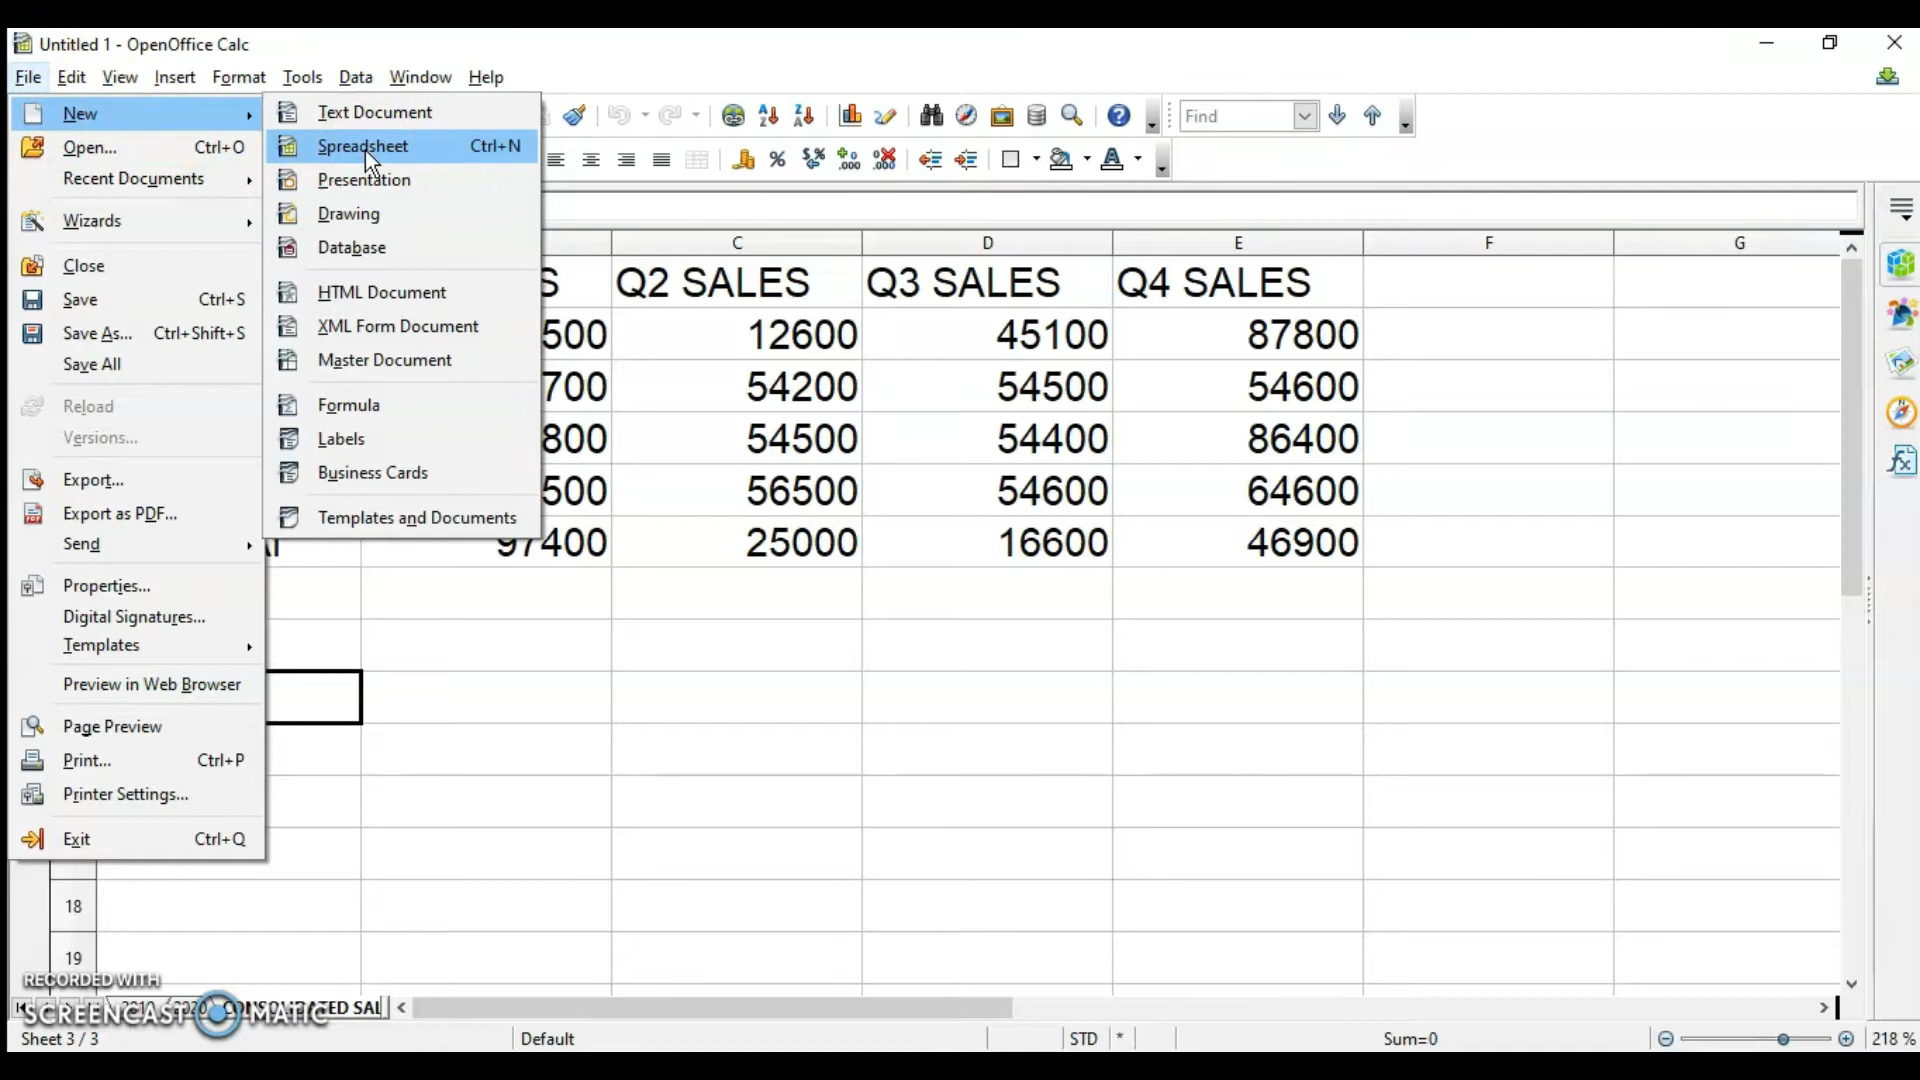 Untitled 1 - OpenOffice Calc
File Edit View Insert Format Tools Data Window Help
New
Open... Ctrl+O
Recent Documents
Wizards
Close
Save Ctrl+S
Save As... Ctrl+Shift+S
Save All
Reload
Versions...
Export...
Export as PDF...
Send
Properties...
Digital Signatures...
Templates
Preview in Web Browser
Page Preview
Print... Ctrl+P
Printer Settings...
Exit Ctrl+Q
Text Document
Spreadsheet Ctrl+N
Presentation
Drawing
Database
HTML Document
XML Form Document
Master Document
Formula
Labels
Business Cards
Templates and Documents
Find
C D E F G
S Q2 SALES Q3 SALES Q4 SALES
500 12600 45100 87800
700 54200 54500 54600
800 54500 54400 86400
500 56500 54600 64600
97400 25000 16600 46900
18
19
RECORDED WITH
SCREENCAST MATIC
2020 CONSOLIDATED SAL
Sheet 3 / 3 Default STD * Sum=0 218 %